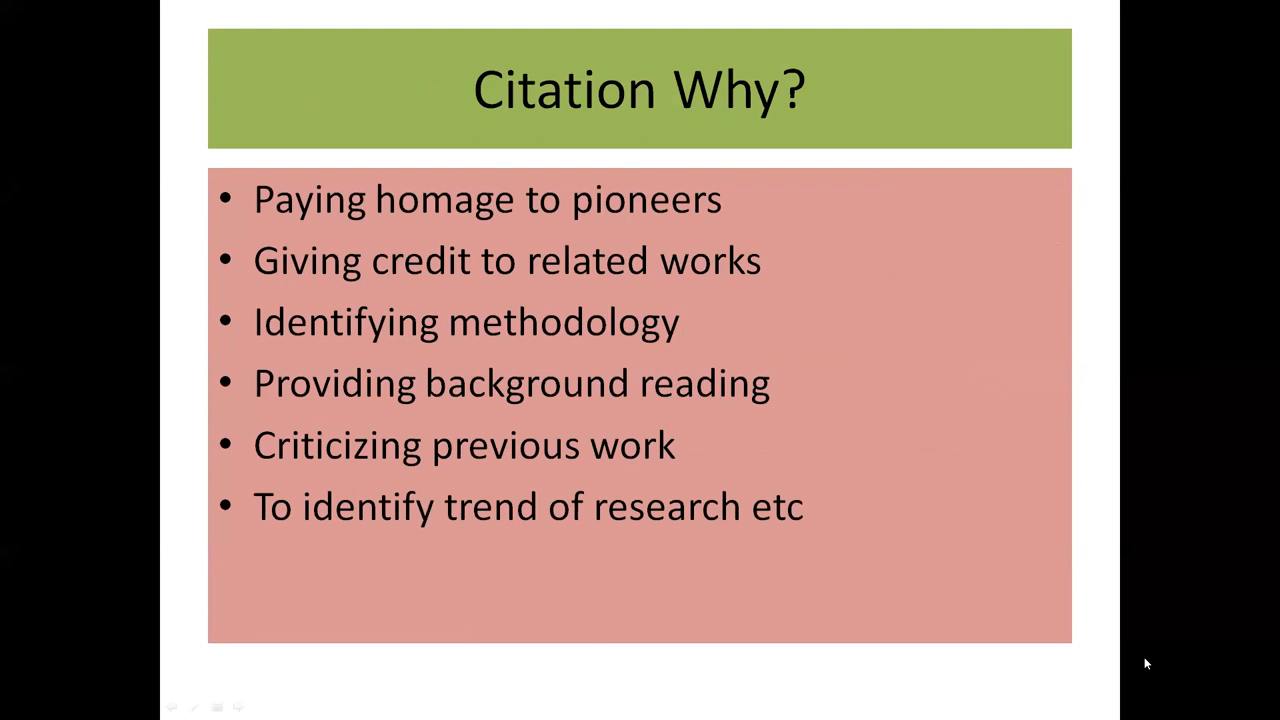 Citation Why?
• Paying homage to pioneers
• Giving credit to related works
• Identifying methodology
• Providing background reading
• Criticizing previous work
• To identify trend of research etc